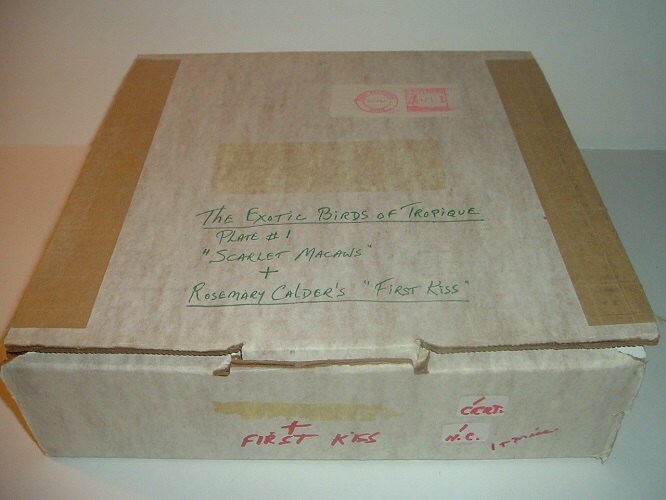 The Exotic Birds of Tropique
Plate #1
"Scarlet Macaws"
+
Rosemary Calder's "First Kiss"
+
FIRST KISS
CERT.
N.C.